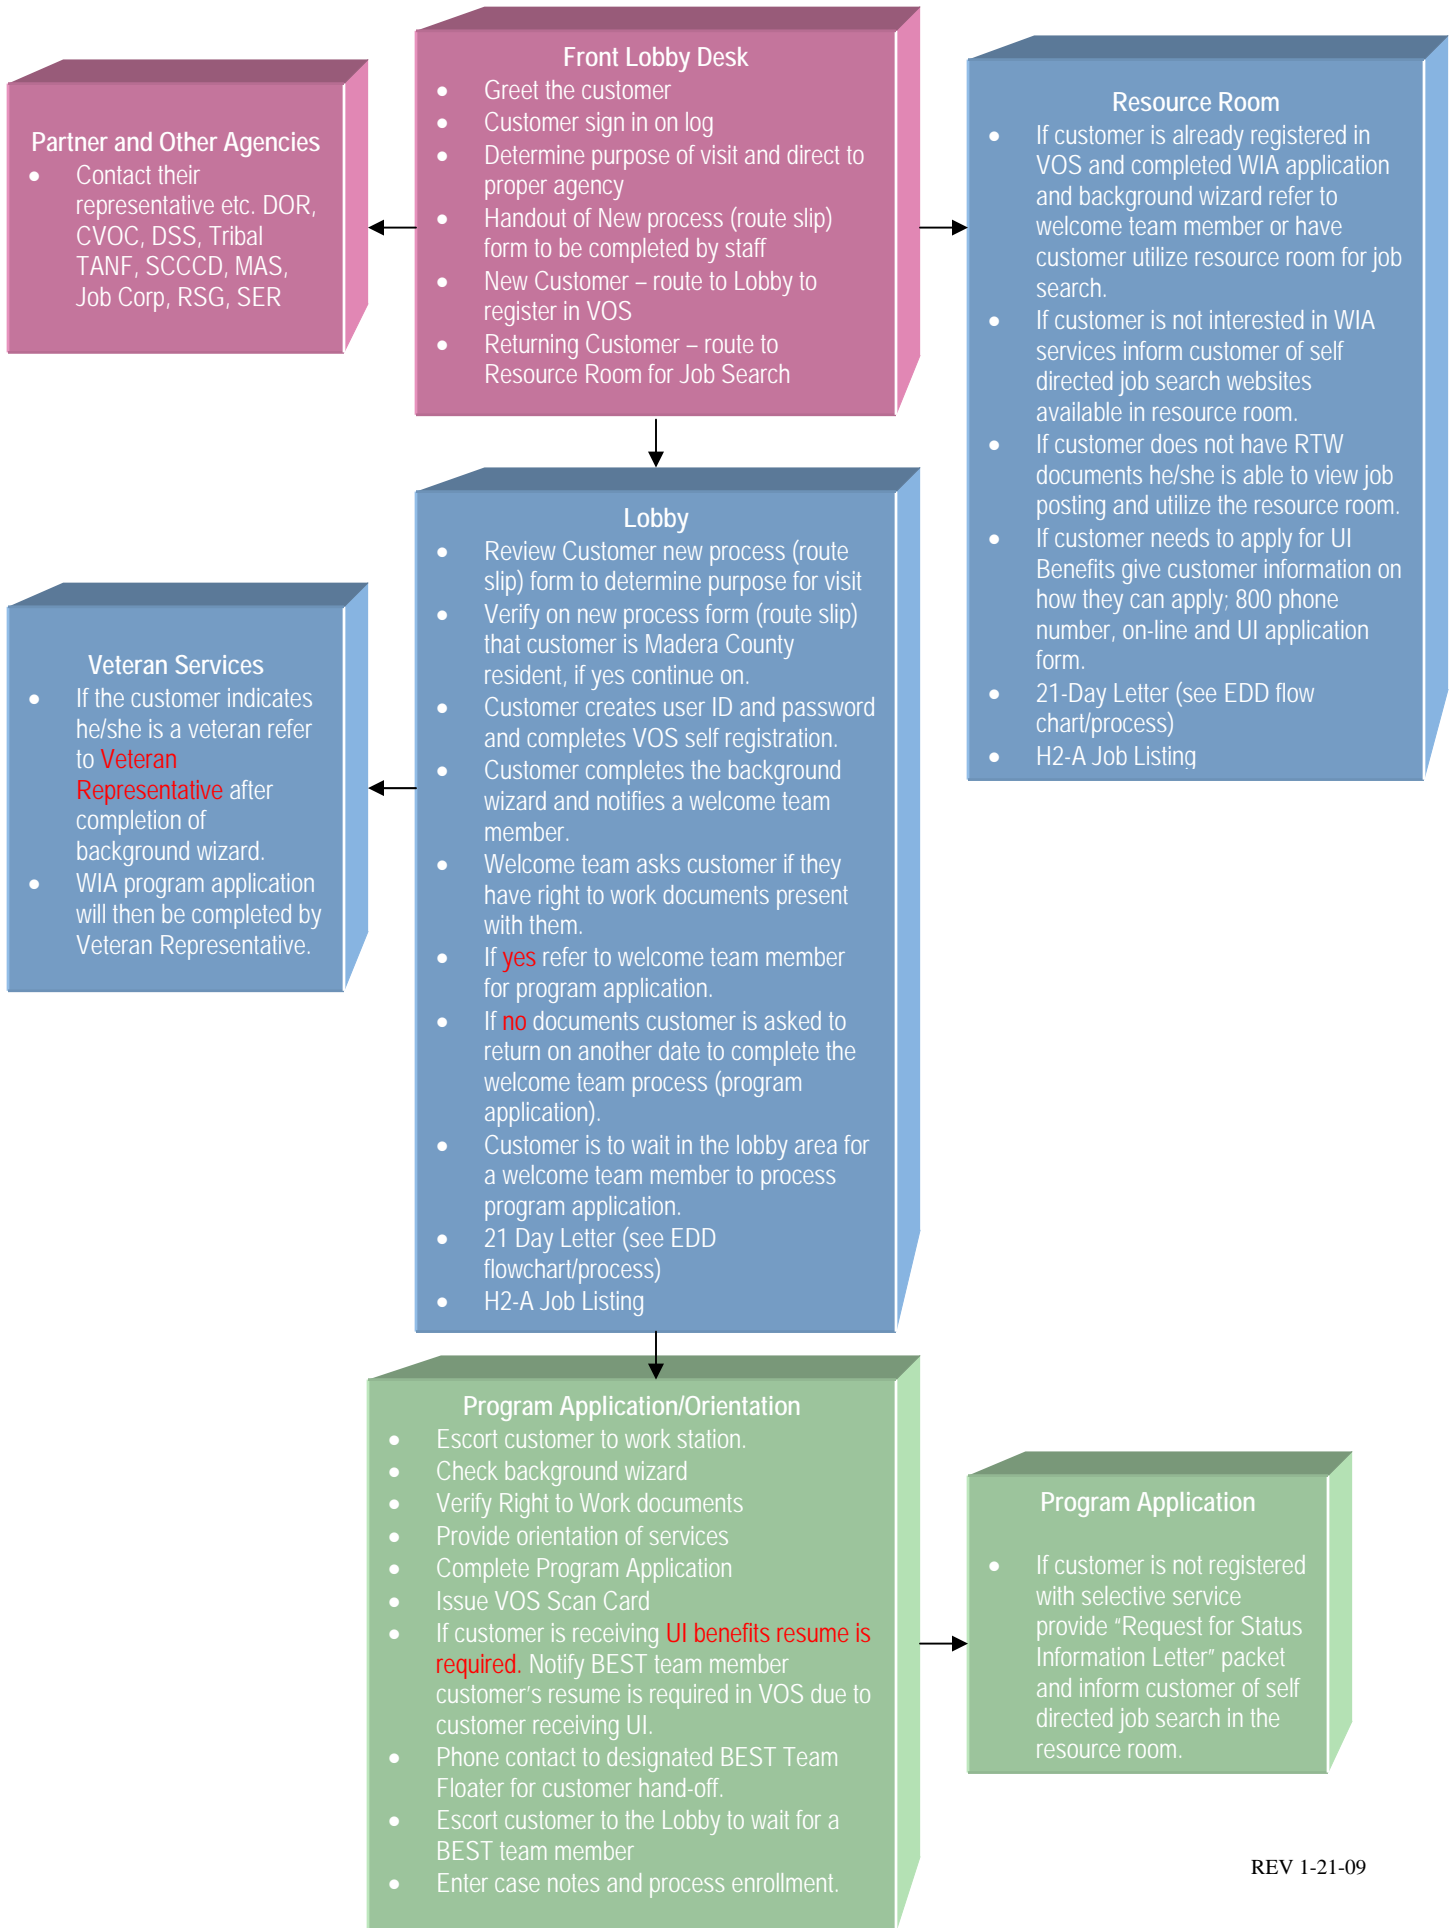 Front Lobby Desk
• Greet the customer
• Customer sign in on log
• Determine purpose of visit and direct to
proper agency
• Handout of New process (route slip)
form to be completed by staff
• New Customer – route to Lobby to
register in VOS
• Returning Customer – route to
Resource Room for Job Search
Partner and Other Agencies
• Contact their
representative etc. DOR,
CVOC, DSS, Tribal
TANF, SCCCD, MAS,
Job Corp, RSG, SER
Resource Room
• If customer is already registered in
VOS and completed WIA application
and background wizard refer to
welcome team member or have
customer utilize resource room for job
search.
• If customer is not interested in WIA
services inform customer of self
directed job search websites
available in resource room.
• If customer does not have RTW
documents he/she is able to view job
posting and utilize the resource room.
• If customer needs to apply for UI
Benefits give customer information on
how they can apply; 800 phone
number, on-line and UI application
form.
• 21-Day Letter (see EDD flow
chart/process)
• H2-A Job Listing
Lobby
• Review Customer new process (route
slip) form to determine purpose for visit
• Verify on new process form (route slip)
that customer is Madera County
resident, if yes continue on.
• Customer creates user ID and password
and completes VOS self registration.
• Customer completes the background
wizard and notifies a welcome team
member.
• Welcome team asks customer if they
have right to work documents present
with them.
• If yes refer to welcome team member
for program application.
• If no documents customer is asked to
return on another date to complete the
welcome team process (program
application).
• Customer is to wait in the lobby area for
a welcome team member to process
program application.
• 21 Day Letter (see EDD
flowchart/process)
• H2-A Job Listing
Veteran Services
• If the customer indicates
he/she is a veteran refer
to Veteran
Representative after
completion of
background wizard.
• WIA program application
will then be completed by
Veteran Representative.
Program Application/Orientation
• Escort customer to work station.
• Check background wizard
• Verify Right to Work documents
• Provide orientation of services
• Complete Program Application
• Issue VOS Scan Card
• If customer is receiving UI benefits resume is
required. Notify BEST team member
customer's resume is required in VOS due to
customer receiving UI.
• Phone contact to designated BEST Team
Floater for customer hand-off.
• Escort customer to the Lobby to wait for a
BEST team member
• Enter case notes and process enrollment.
Program Application
• If customer is not registered
with selective service
provide “Request for Status
Information Letter” packet
and inform customer of self
directed job search in the
resource room.
REV 1-21-09